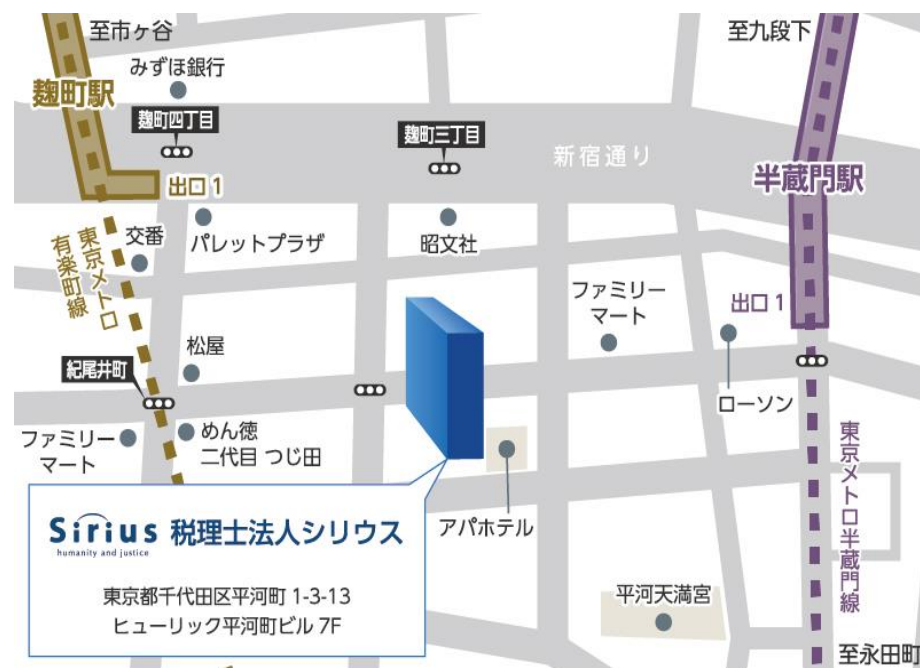 至市ヶ谷
至九段下
みずほ銀行
麹町駅
麹町四丁目
麹町三丁目
新宿通り
半蔵門駅
出口1
交番
パレットプラザ
昭文社
東京メトロ
有楽町線
ファミリー
マート
出口1
松屋
紀尾井町
ローソン
ファミリー
マート
めん徳
二代目 つじ田
東京メトロ半蔵門線
Sirius 税理士法人シリウス
humanity and justice
アパホテル
東京都千代田区平河町 1-3-13
ヒューリック平河町ビル 7F
平河天満宮
至永田町